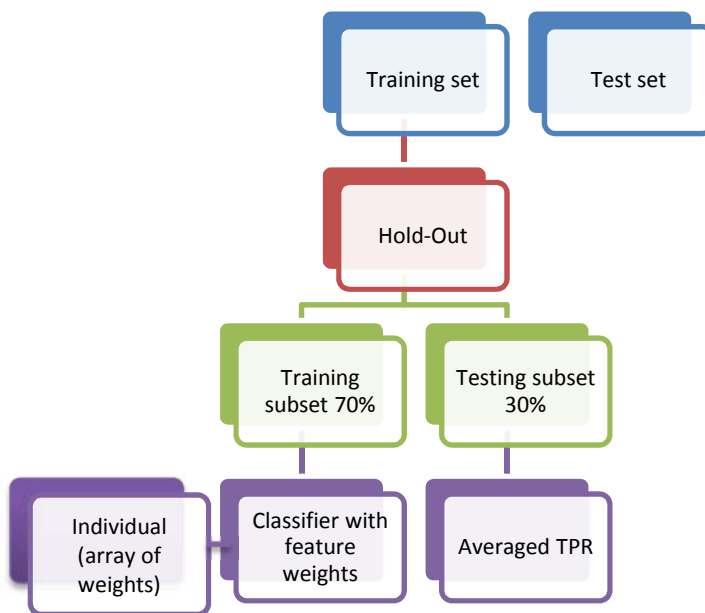 Training set
Test set
Hold-Out
Training
subset 70%
Testing subset
30%
Individual
(array of
weights)
Classifier with
feature
weights
Averaged TPR